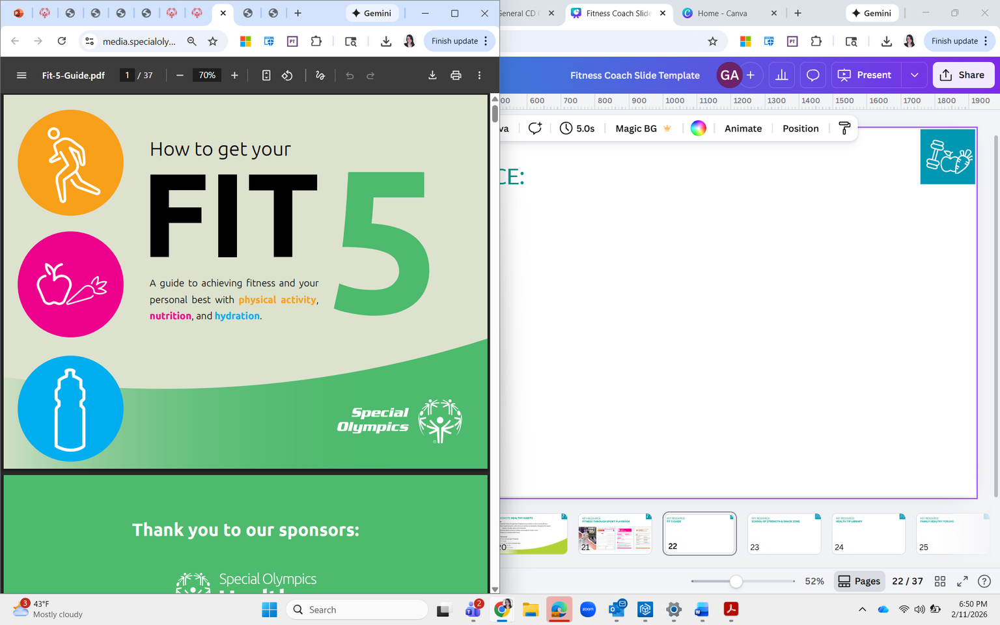 Gemini
media.specialoly...
PT
Finish update
Fit-5-Guide.pdf
1 / 37
70%
How to get your
FIT 5
A guide to achieving fitness and your
personal best with physical activity,
nutrition, and hydration.
Special
Olympics
Thank you to our sponsors:
Special Olympics
General CD
Fitness Coach Slide
Home - Canva
Gemini
PT
Finish update
Fitness Coach Slide Template
GA
Present
Share
600
700
800
900
1000
1100
1200
1300
1400
1500
1600
1700
1800
1900
va
5.0s
Magic BG
Animate
Position
CE:
HEALTHY HABITS
20
KEY RESOURCE:
FITNESS THROUGH SPORT PLAYBOOK
21
KEY RESOURCE:
FIT 5 GUIDE
22
KEY RESOURCE:
SCHOOL OF STRENGTH & SNACK ZONE
23
KEY RESOURCE:
HEALTH TIP LIBRARY
24
KEY RESOURCE:
FAMILY HEALTHY FORUMS
25
52%
Pages
22 / 37
3
43°F
Mostly cloudy
Search
2
zoom
6:50 PM
2/11/2026